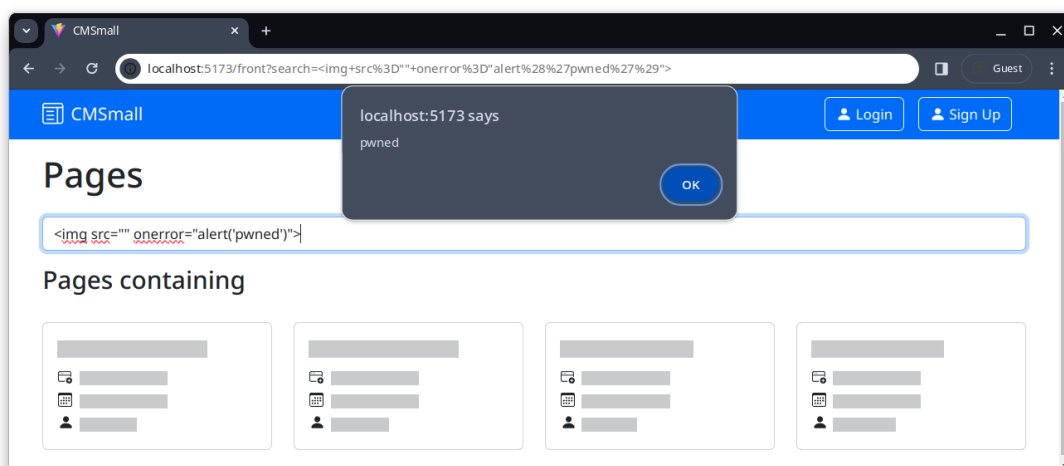 CMSmall
localhost:5173/front?search=<img+src%3D""+onerror%3D"alert%28%27pwned%27%29">
Guest
CMSmall
localhost:5173 says
pwned
OK
Login
Sign Up
Pages
<img src="" onerror="alert('pwned')">
Pages containing